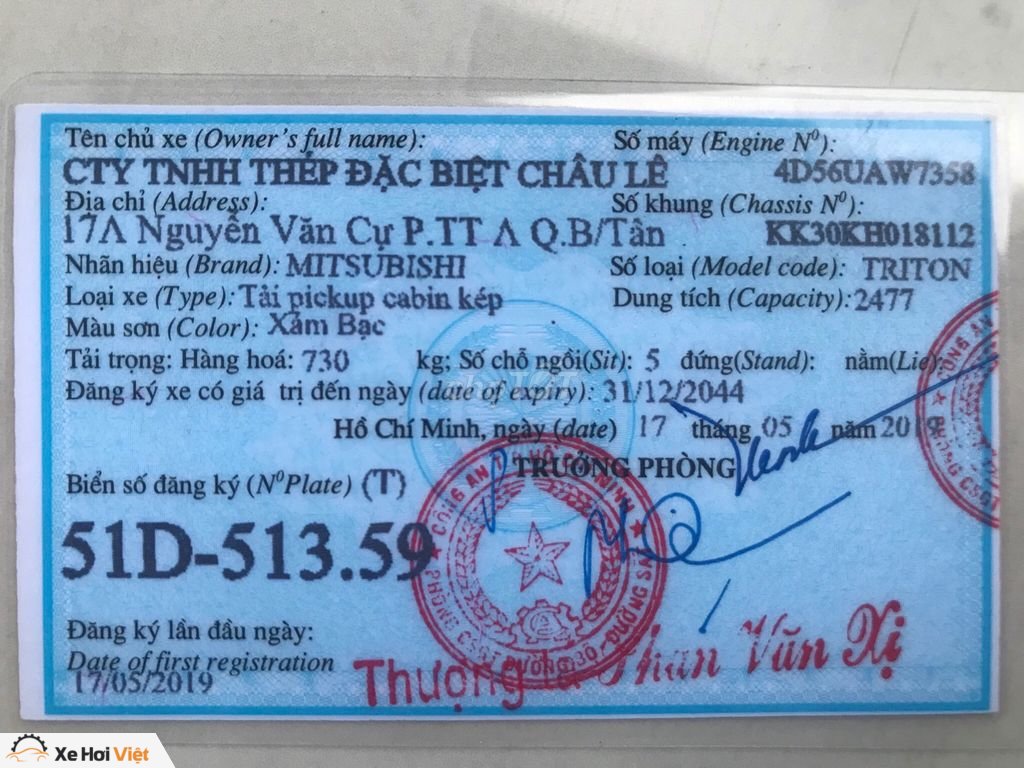 Tên chủ xe (Owner's full name): Số máy (Engine Nº):
CTY TNHH THÉP ĐẶC BIỆT CHÂU LÊ 4D56UAW7358
Địa chỉ (Address): Số khung (Chassis Nº):
17A Nguyễn Văn Cự P.TT A Q.B/Tân KK30KH018112
Nhãn hiệu (Brand): MITSUBISHI Số loại (Model code): TRITON
Loại xe (Type): Tải pickup cabin kép Dung tích (Capacity): 2477
Màu sơn (Color): Xám Bạc
Tải trọng: Hàng hoá: 730 kg; Số chỗ ngồi(Sit): 5 đứng(Stand): nằm(Lie):
Đăng ký xe có giá trị đến ngày (date of expiry): 31/12/2044
Hồ Chí Minh, ngày (date) 17 tháng 05 năm 2019
TRƯỞNG PHÒNG
Biển số đăng ký (NºPlate) (T)
51D-513.59
Đăng ký lần đầu ngày:
Date of first registration
17/05/2019
Thượng tá Văn Xị
Xe Hơi Việt